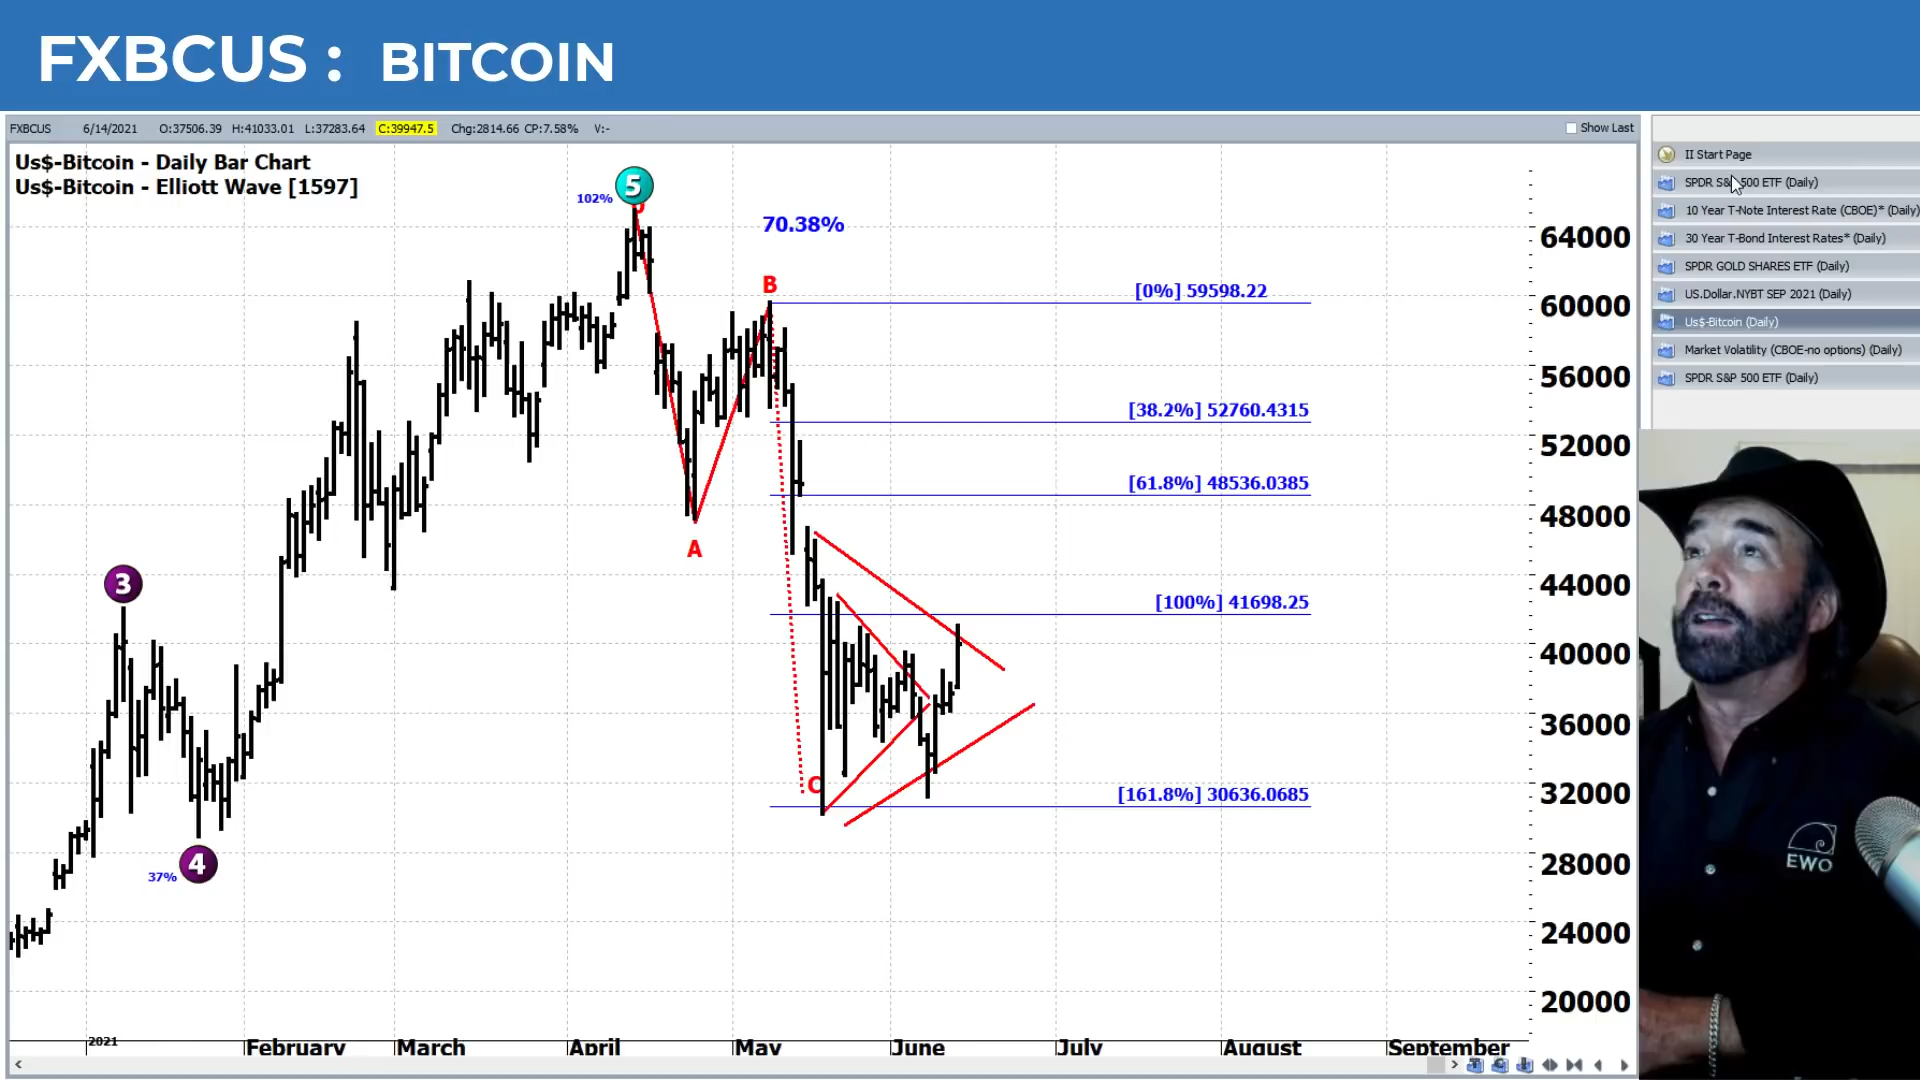 FXBCUS : BITCOIN
FXBCUS 6/14/2021 O:37506.39 H:41033.01 L:37283.64 C:39947.5 Chg:2814.66 CP:7.58% V:-
Show Last
Us$-Bitcoin - Daily Bar Chart
Us$-Bitcoin - Elliott Wave [1597]
5
102%
70.38%
B
[0%] 59598.22
[38.2%] 52760.4315
[61.8%] 48536.0385
A
3
[100%] 41698.25
C
[161.8%] 30636.0685
4
37%
64000
60000
56000
52000
48000
44000
40000
36000
32000
28000
24000
20000
2021
February
March
April
May
June
July
August
September
II Start Page
SPDR S&P 500 ETF (Daily)
10 Year T-Note Interest Rate (CBOE)* (Daily)
30 Year T-Bond Interest Rates* (Daily)
SPDR GOLD SHARES ETF (Daily)
US.Dollar.NYBT SEP 2021 (Daily)
Us$-Bitcoin (Daily)
Market Volatility (CBOE-no options) (Daily)
SPDR S&P 500 ETF (Daily)
EWO